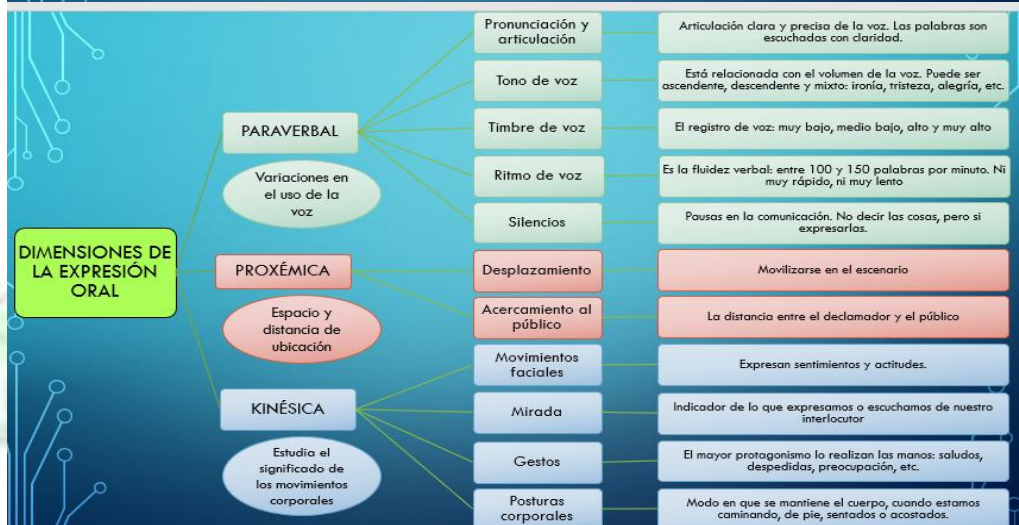 DIMENSIONES DE
LA EXPRESIÓN
ORAL
PARAVERBAL
Variaciones en
el uso de la
voz
Pronunciación y
articulación
Articulación clara y precisa de la voz. Las palabras son
escuchadas con claridad.
Tono de voz
Está relacionada con el volumen de la voz. Puede ser
ascendente, descendente y mixto: ironía, tristeza, alegría, etc.
Timbre de voz
El registro de voz: muy bajo, medio bajo, alto y muy alto
Ritmo de voz
Es la fluidez verbal: entre 100 y 150 palabras por minuto. Ni
muy rápido, ni muy lento
Silencios
Pausas en la comunicación. No decir las cosas, pero si
expresarlas.
PROXÉMICA
Espacio y
distancia de
ubicación
Desplazamiento
Movilizarse en el escenario
Acercamiento al
público
La distancia entre el declamador y el público
KINÉSICA
Estudia el
significado de
los movimientos
corporales
Movimientos
faciales
Expresan sentimientos y actitudes.
Mirada
Indicador de lo que expresamos o escuchamos de nuestro
interlocutor
Gestos
El mayor protagonismo lo realizan las manos: saludos,
despedidas, preocupación, etc.
Posturas
corporales
Modo en que se mantiene el cuerpo, cuando estamos
caminando, de pie, sentados o acostados.